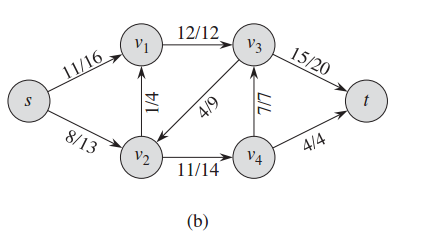 12/12
v1 v3
11/16 15/20
s 1/4 4/9 7/7 t
8/13 4/4
v2 v4
11/14
(b)